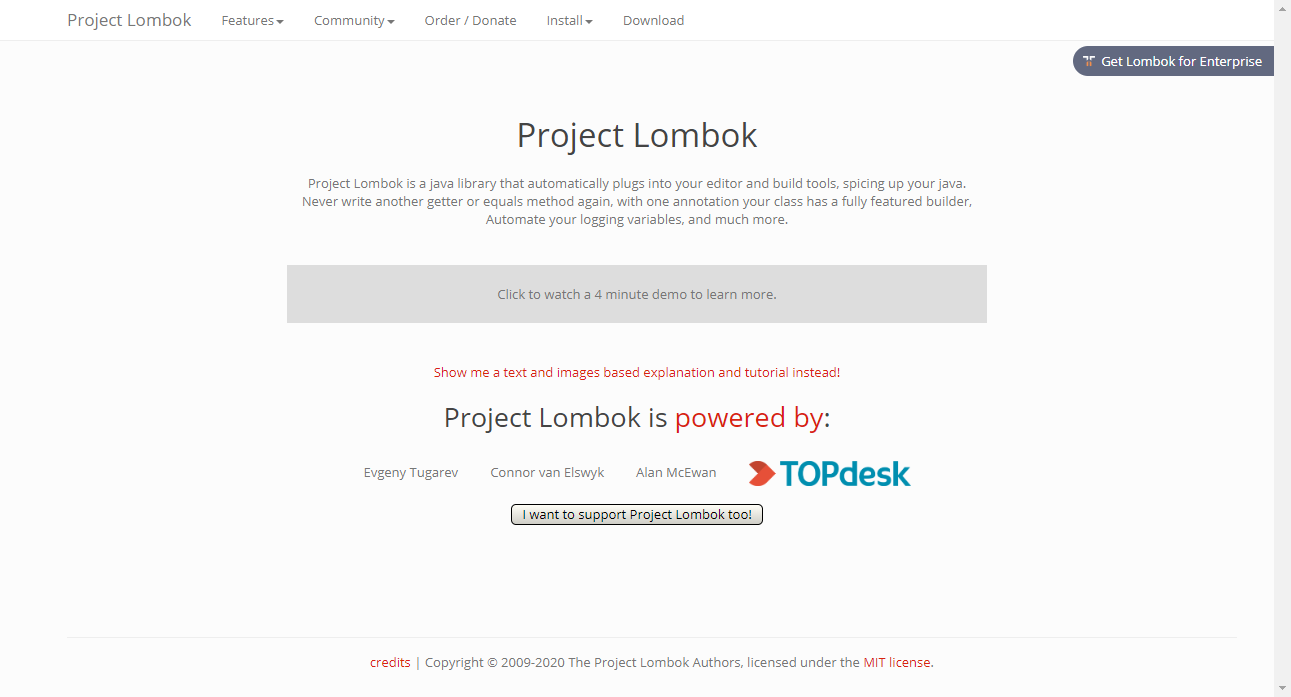 Project Lombok Features Community Order / Donate Install Download
Get Lombok for Enterprise
Project Lombok
Project Lombok is a java library that automatically plugs into your editor and build tools, spicing up your java.
Never write another getter or equals method again, with one annotation your class has a fully featured builder,
Automate your logging variables, and much more.
Click to watch a 4 minute demo to learn more.
Show me a text and images based explanation and tutorial instead!
Project Lombok is powered by:
Evgeny Tugarev Connor van Elswyk Alan McEwan TOPdesk
I want to support Project Lombok too!
credits | Copyright © 2009-2020 The Project Lombok Authors, licensed under the MIT license.